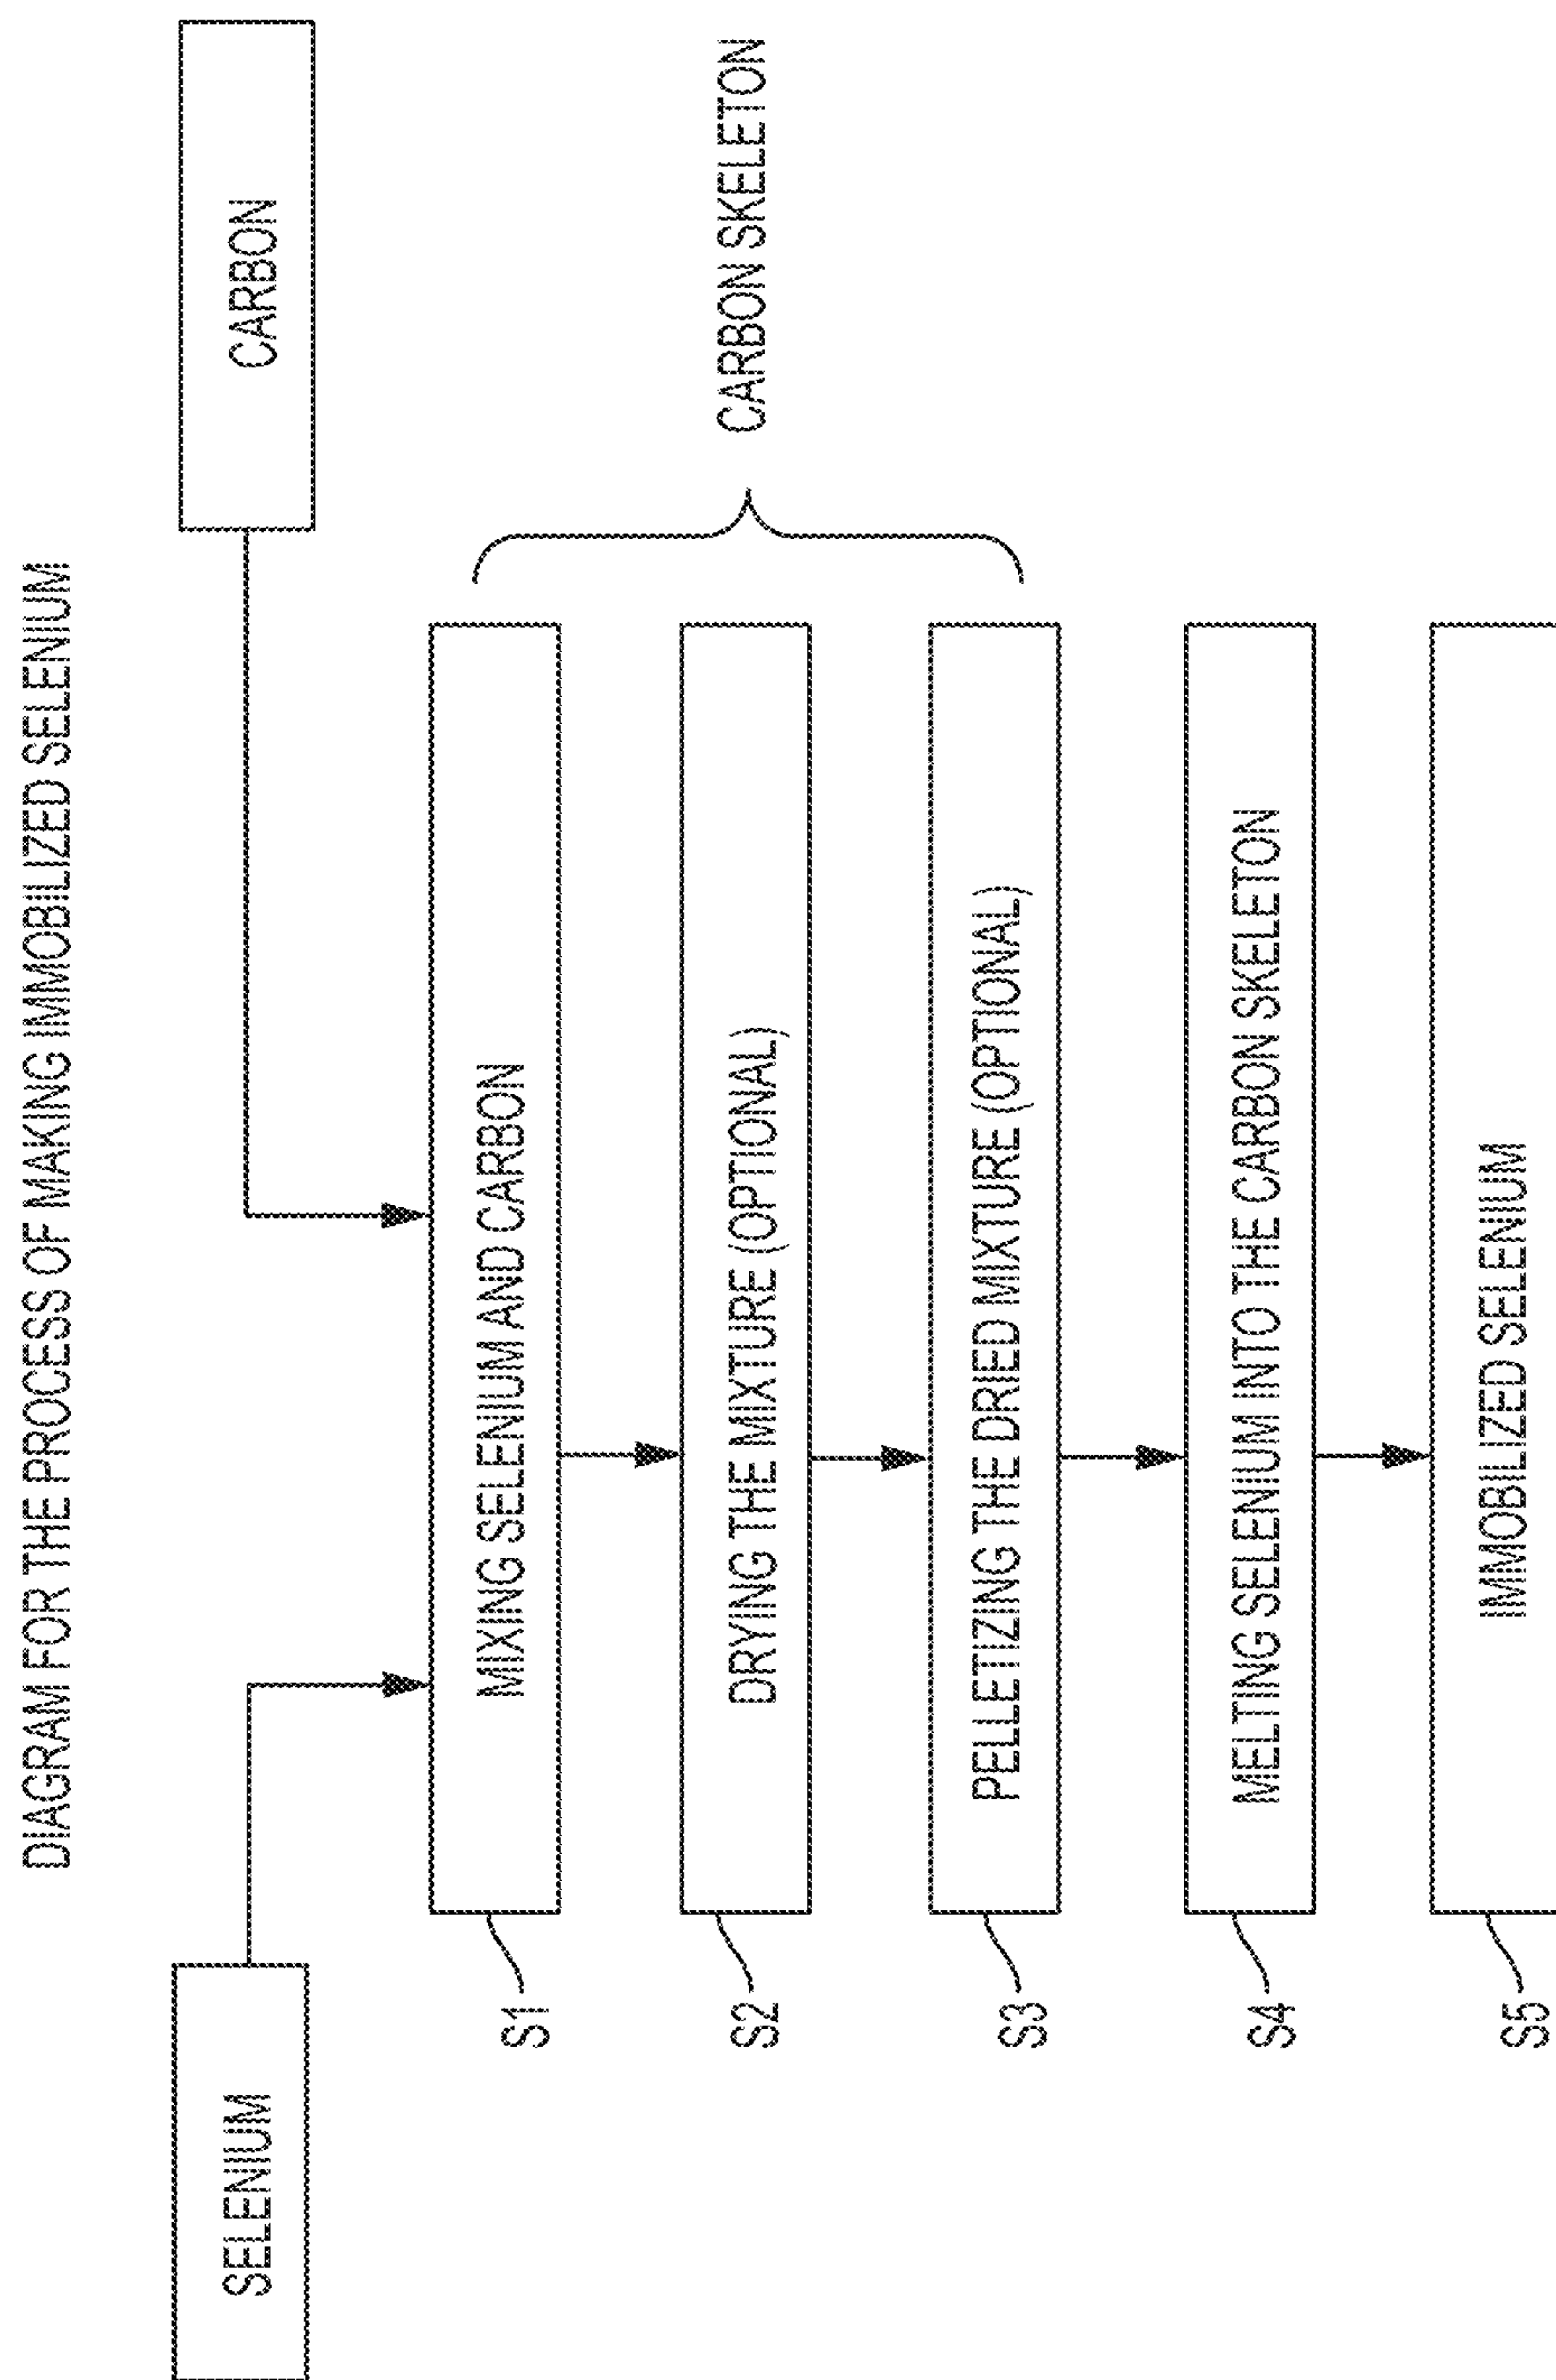 DIAGRAM FOR THE PROCESS OF MAKING IMMOBILIZED SELENIUM
SELENIUM
CARBON
S1
MIXING SELENIUM AND CARBON
S2
DRYING THE MIXTURE (OPTIONAL)
CARBON SKELETON
S3
PELLETIZING THE DRIED MIXTURE (OPTIONAL)
S4
MELTING SELENIUM INTO THE CARBON SKELETON
S5
IMMOBILIZED SELENIUM